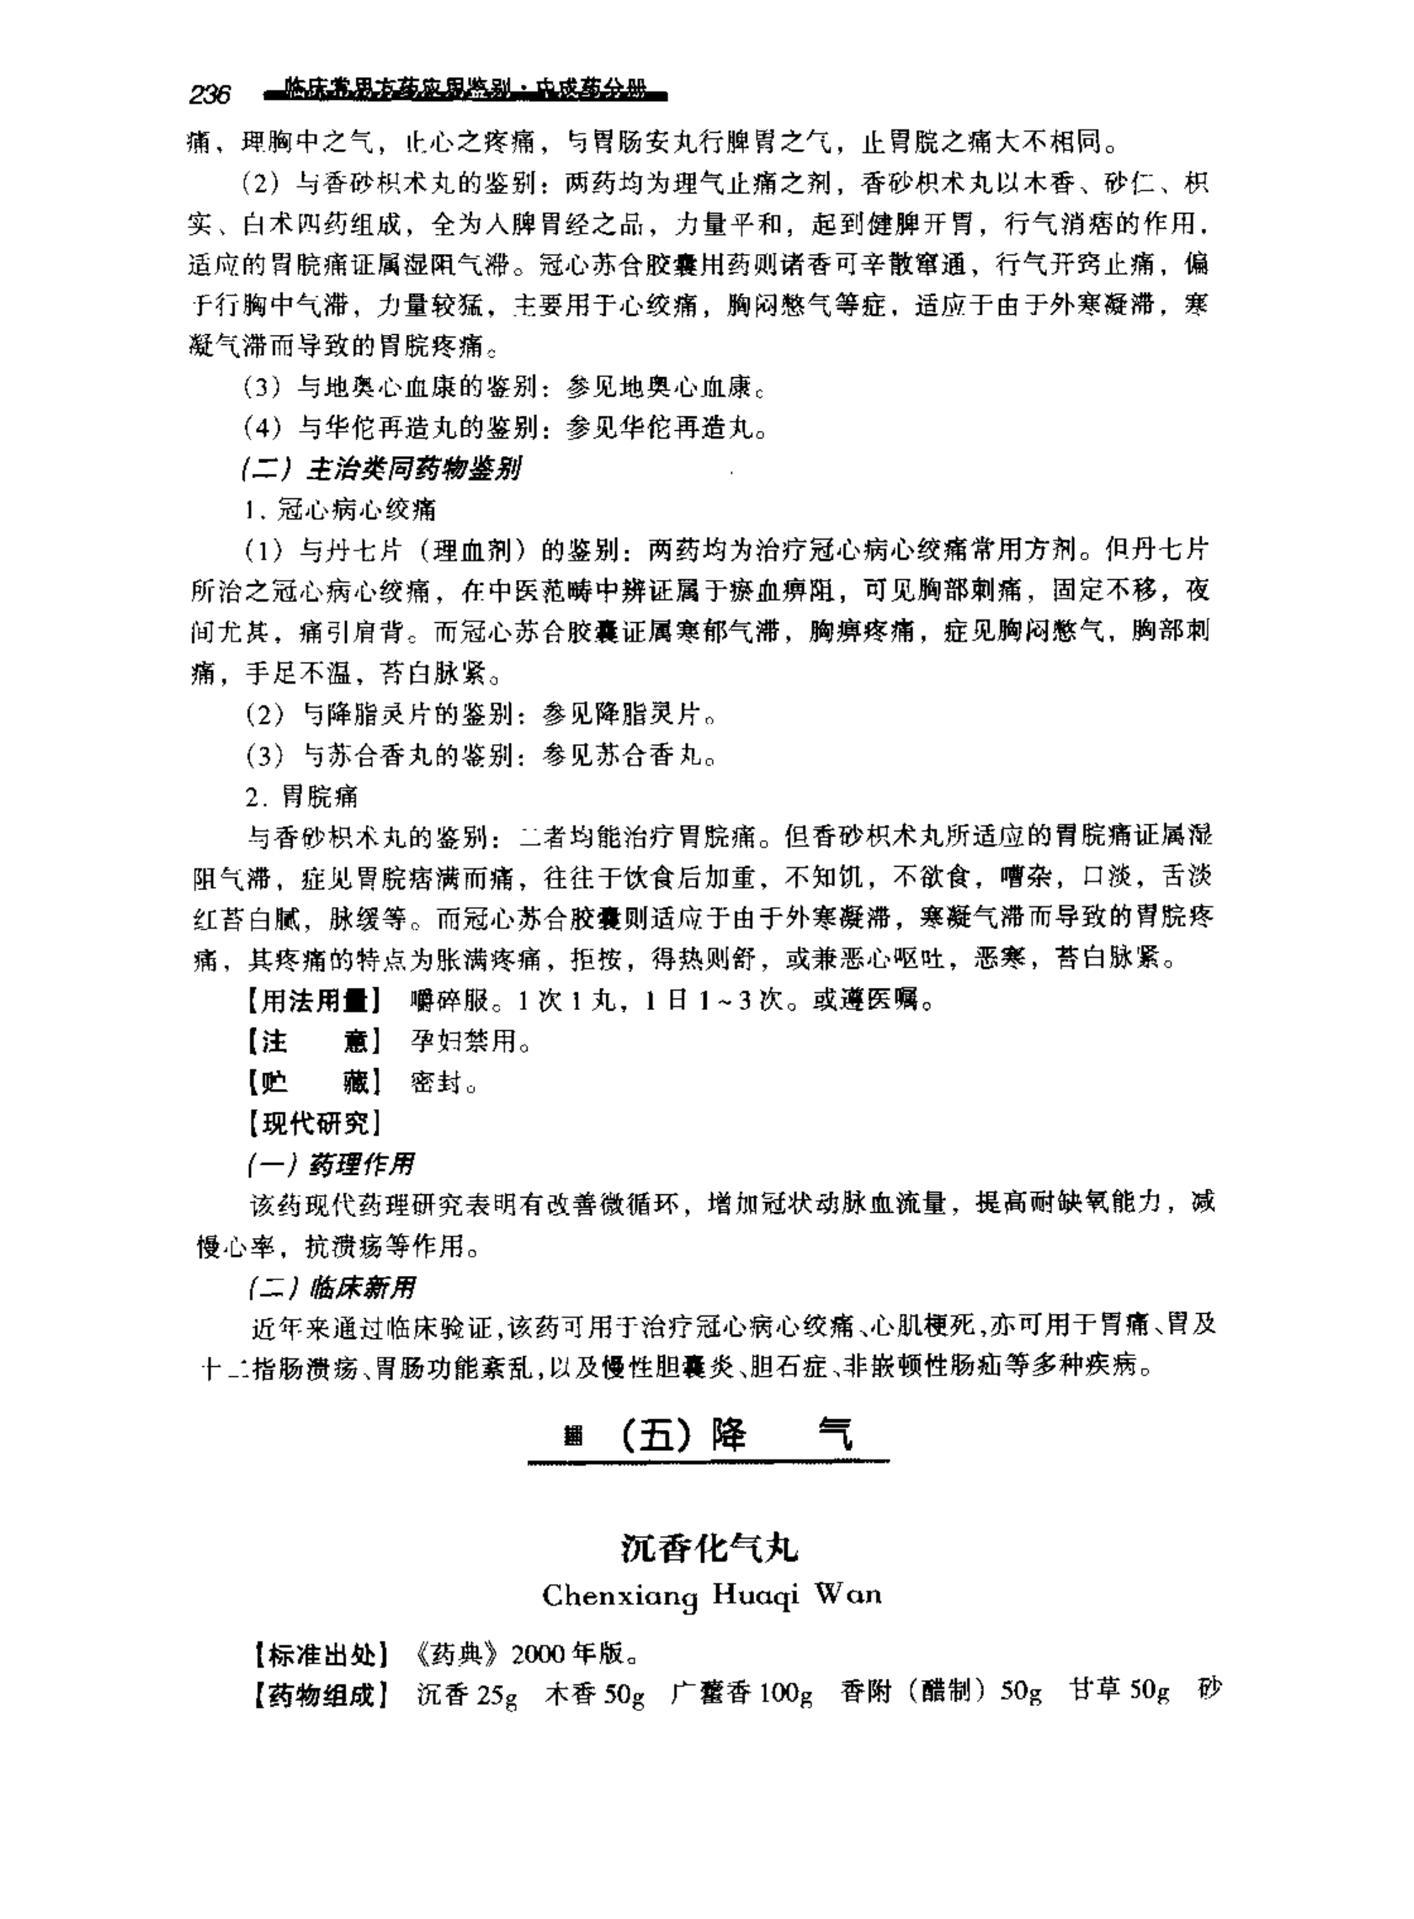 236 临床常用方药应用鉴别·中成药分册
痛，理胸中之气，止心之疼痛，与胃肠安丸行脾胃之气，止胃脘之痛大不相同。
（2）与香砂枳术丸的鉴别：两药均为理气止痛之剂，香砂枳术丸以木香、砂仁、枳
实、白术四药组成，全为入脾胃经之品，力量平和，起到健脾开胃，行气消痞的作用，
适应的胃脘痛证属湿阻气滞。冠心苏合胶囊用药则诸香可辛散窜通，行气开窍止痛，偏
于行胸中气滞，力量较猛，主要用于心绞痛，胸闷憋气等症，适应于由于外寒凝滞，寒
凝气滞而导致的胃脘疼痛。
（3）与地奥心血康的鉴别：参见地奥心血康。
（4）与华佗再造丸的鉴别：参见华佗再造丸。
（二）主治类同药物鉴别
1. 冠心病心绞痛
（1）与丹七片（理血剂）的鉴别：两药均为治疗冠心病心绞痛常用方剂。但丹七片
所治之冠心病心绞痛，在中医范畴中辨证属于瘀血痹阻，可见胸部刺痛，固定不移，夜
间尤其，痛引肩背。而冠心苏合胶囊证属寒郁气滞，胸痹疼痛，症见胸闷憋气，胸部刺
痛，手足不温，苔白脉紧。
（2）与降脂灵片的鉴别：参见降脂灵片。
（3）与苏合香丸的鉴别：参见苏合香丸。
2. 胃脘痛
与香砂枳术丸的鉴别：二者均能治疗胃脘痛。但香砂枳术丸所适应的胃脘痛证属湿
阻气滞，症见胃脘痞满而痛，往往于饮食后加重，不知饥，不欲食，嘈杂，口淡，舌淡
红苔白腻，脉缓等。而冠心苏合胶囊则适应于由于外寒凝滞，寒凝气滞而导致的胃脘疼
痛，其疼痛的特点为胀满疼痛，拒按，得热则舒，或兼恶心呕吐，恶寒，苔白脉紧。
【用法用量】 嚼碎服。1次1丸，1日1~3次。或遵医嘱。
【注　　意】 孕妇禁用。
【贮　　藏】 密封。
【现代研究】
（一）药理作用
该药现代药理研究表明有改善微循环，增加冠状动脉血流量，提高耐缺氧能力，减
慢心率，抗溃疡等作用。
（二）临床新用
近年来通过临床验证,该药可用于治疗冠心病心绞痛、心肌梗死,亦可用于胃痛、胃及
十二指肠溃疡、胃肠功能紊乱,以及慢性胆囊炎、胆石症、非嵌顿性肠疝等多种疾病。
（五）降　　气
沉香化气丸
Chenxiang Huaqi Wan
【标准出处】 《药典》2000年版。
【药物组成】 沉香25g 木香50g 广藿香100g 香附（醋制）50g 甘草50g 砂